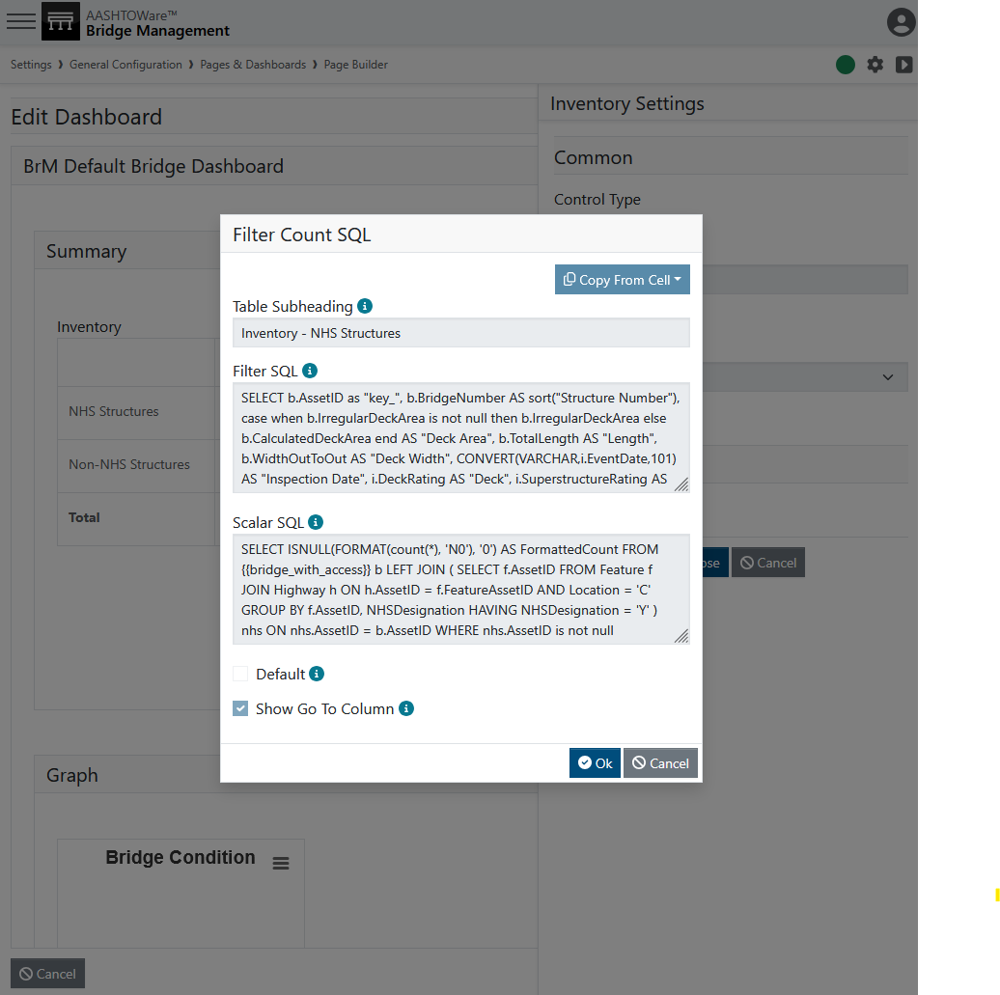 AASHTOWare™
Bridge Management
Settings ❯ General Configuration ❯ Pages & Dashboards ❯ Page Builder
Edit Dashboard
BrM Default Bridge Dashboard
Summary
Inventory
NHS Structures
Non-NHS Structures
Total
Graph
Bridge Condition
Cancel
Inventory Settings
Common
Control Type
Cancel
Filter Count SQL
Copy From Cell
Table Subheading
Inventory - NHS Structures
Filter SQL
SELECT b.AssetID as "key_", b.BridgeNumber AS sort("Structure Number"),
case when b.IrregularDeckArea is not null then b.IrregularDeckArea else
b.CalculatedDeckArea end AS "Deck Area", b.TotalLength AS "Length",
b.WidthOutToOut AS "Deck Width", CONVERT(VARCHAR,i.EventDate,101)
AS "Inspection Date", i.DeckRating AS "Deck", i.SuperstructureRating AS
Scalar SQL
SELECT ISNULL(FORMAT(count(*), 'N0'), '0') AS FormattedCount FROM
{{bridge_with_access}} b LEFT JOIN ( SELECT f.AssetID FROM Feature f
JOIN Highway h ON h.AssetID = f.FeatureAssetID AND Location = 'C'
GROUP BY f.AssetID, NHSDesignation HAVING NHSDesignation = 'Y' )
nhs ON nhs.AssetID = b.AssetID WHERE nhs.AssetID is not null
Default
Show Go To Column
Ok
Cancel